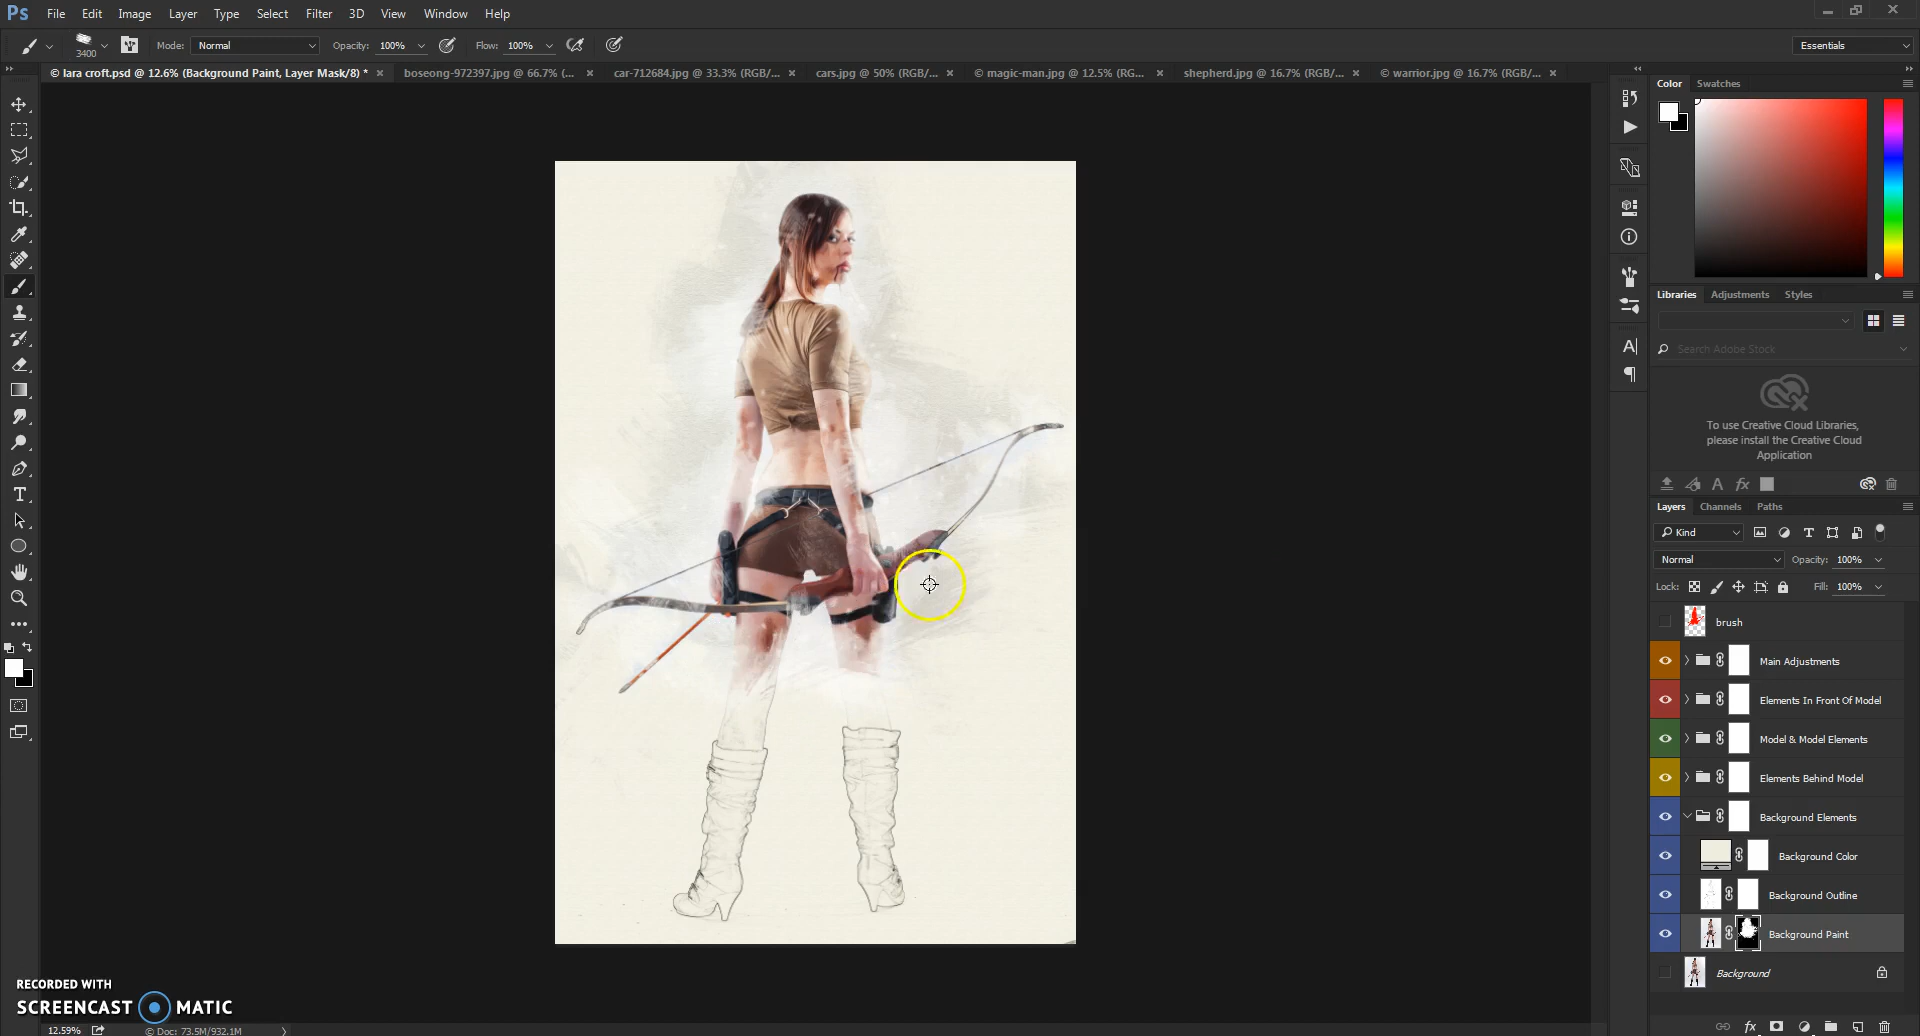 Ps File Edit Image Layer Type Select Filter 3D View Window Help
3400 Mode: Normal Opacity: 100% Flow: 100% Essentials
© lara croft.psd @ 12.6% (Background Paint, Layer Mask/8) * × boseong-972397.jpg @ 66.7% (... × car-712684.jpg @ 33.3% (RGB/... × cars.jpg @ 50% (RGB/... × © magic-man.jpg @ 12.5% (RG... × shepherd.jpg @ 16.7% (RGB/... × © warrior.jpg @ 16.7% (RGB/... ×
Color Swatches
Libraries Adjustments Styles
Search Adobe Stock
To use Creative Cloud Libraries,
please install the Creative Cloud
Application
Layers Channels Paths
Kind
Normal Opacity: 100%
Lock: Fill: 100%
brush
Main Adjustments
Elements In Front Of Model
Model & Model Elements
Elements Behind Model
Background Elements
Background Color
Background Outline
Background Paint
Background
RECORDED WITH
SCREENCAST MATIC
12.59% © Doc: 73.5M/932.1M